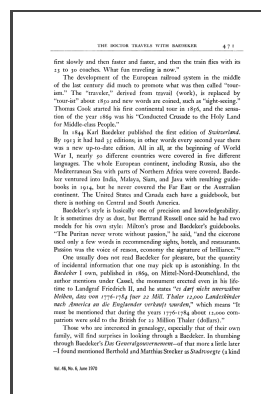 THE DOCTOR TRAVELS WITH BAEDEKER 471
first slowly and then faster and faster, and then the train flies with its
23 to 30 coaches. What fun traveling is now."
The development of the European railroad system in the middle
of the last century did much to promote what was then called "tour-
ism." The "traveler," derived from travail (work), is replaced by
"tour-ist" about 1830 and new words are coined, such as "sight-seeing."
Thomas Cook started his first continental tour in 1856, and the sensa-
tion of the year 1869 was his "Conducted Crusade to the Holy Land
for Middle-class People."
In 1844 Karl Baedeker published the first edition of Switzerland.
By 1913 it had had 35 editions; in other words every second year there
was a new up-to-date edition. All in all, at the beginning of World
War I, nearly 30 different countries were covered in five different
languages. The whole European continent, including Russia, also the
Mediterranean Sea with parts of Northern Africa were covered. Baede-
ker ventured into India, Malaya, Siam, and Java with resulting guide-
books in 1914, but he never covered the Far East or the Australian
continent. The United States and Canada each have a guidebook, but
there is nothing on Central and South America.
Baedeker's style is basically one of precision and knowledgeability.
It is sometimes dry as dust, but Bertrand Russell once said he had two
models for his own style: Milton's prose and Baedeker's guidebooks.
"The Puritan never wrote without passion," he said, "and the cicerone
used only a few words in recommending sights, hotels, and restaurants.
Passion was the voice of reason, economy the signature of brilliance."²
One usually does not read Baedeker for pleasure, but the quantity
of incidental information that one may pick up is astonishing. In the
Baedeker I own, published in 1869, on Mittel-Nord-Deutschland, the
author mentions under Cassel, the monument erected even in his life-
time to Landgraf Friedrich II, and he states "es darf nicht unerwähnt
bleiben, dass von 1776-1784 fuer 22 Mill. Thaler 12,000 Landeskinder
nach America an die Englaender verkauft wurden," which means "It
must be mentioned that during the years 1776-1784 about 12,000 com-
patriots were sold to the British for 22 Million Thaler (dollars)."
Those who are interested in genealogy, especially that of their own
family, will find surprises in looking through a Baedeker. In thumbing
through Baedeker's Das Generalgouvernement—of that more a little later
—I found mentioned Berthold and Matthias Strecker as Stadtvoegte (a kind
Vol. 46, No. 6, June 1970